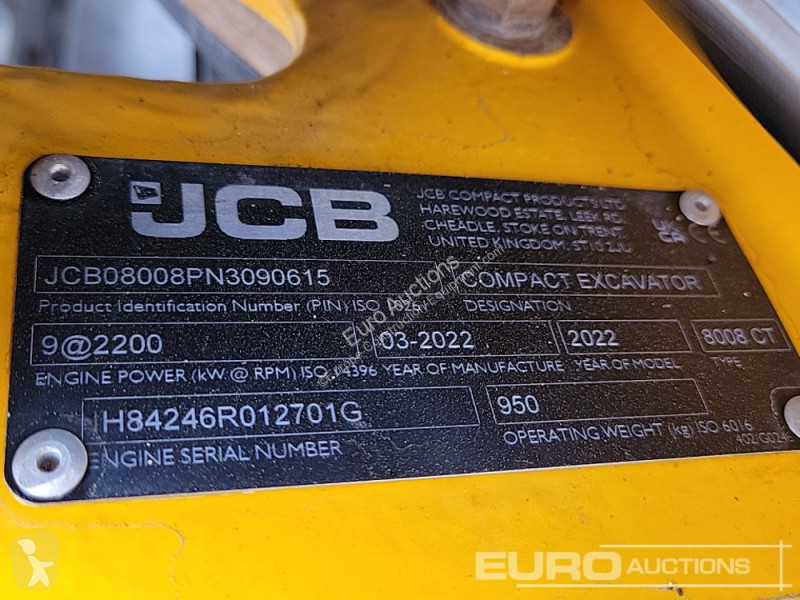 JCB
JCB COMPACT PRODUCTS LTD
HAREWOOD ESTATE, LEEK RD
CHEADLE, STOKE ON TRENT
UNITED KINGDOM: ST10 2JU
UK
CA
CE
JCB08008PN3090615
COMPACT EXCAVATOR
Product Identification Number (PIN) ISO
DESIGNATION
9@2200
03-2022
2022
8008 CT
ENGINE POWER (kW @ RPM) ISO 14396
YEAR OF MANUFACTURE
YEAR OF MODEL
TYPE
H84246R012701G
950
ENGINE SERIAL NUMBER
OPERATING WEIGHT (kg) ISO 6016
Euro Auctions
EURO AUCTIONS